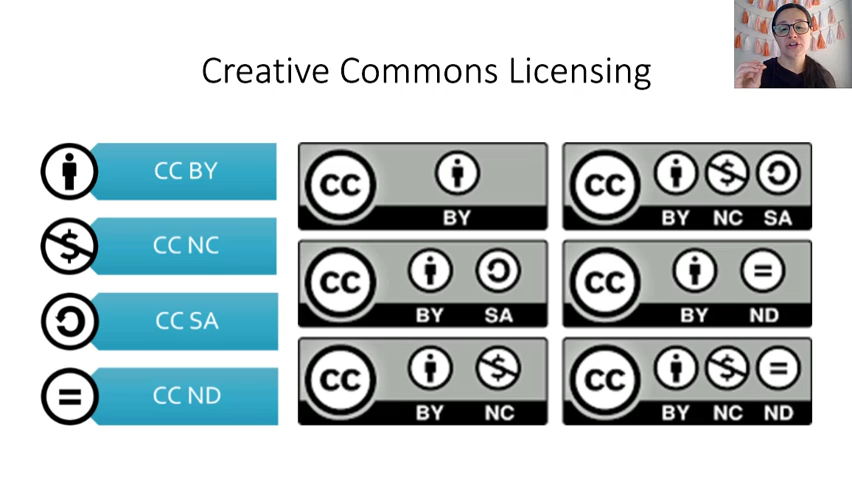 Creative Commons Licensing
CC BY
CC NC
CC SA
CC ND
CC
BY
CC
BY NC SA
CC
BY SA
CC
BY ND
CC
BY NC
CC
BY NC ND